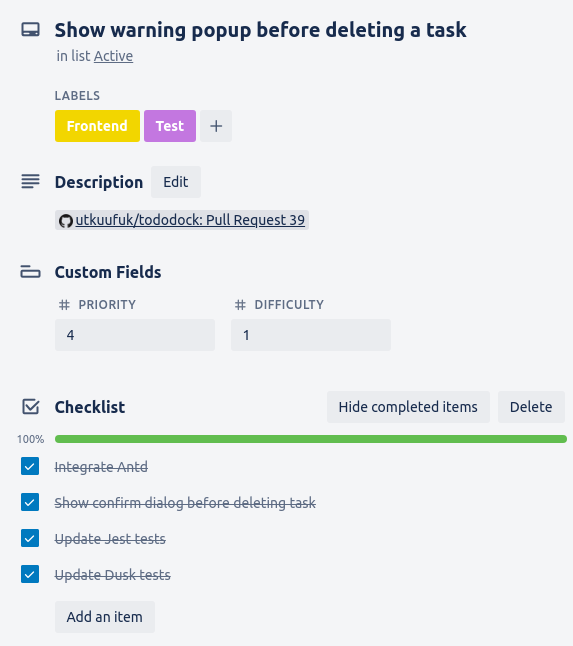 Show warning popup before deleting a task
in list Active
LABELS
Frontend Test +
Description Edit
utkuufuk/tododock: Pull Request 39
Custom Fields
# PRIORITY # DIFFICULTY
4 1
Checklist Hide completed items Delete
100%
Integrate Antd
Show confirm dialog before deleting task
Update Jest tests
Update Dusk tests
Add an item